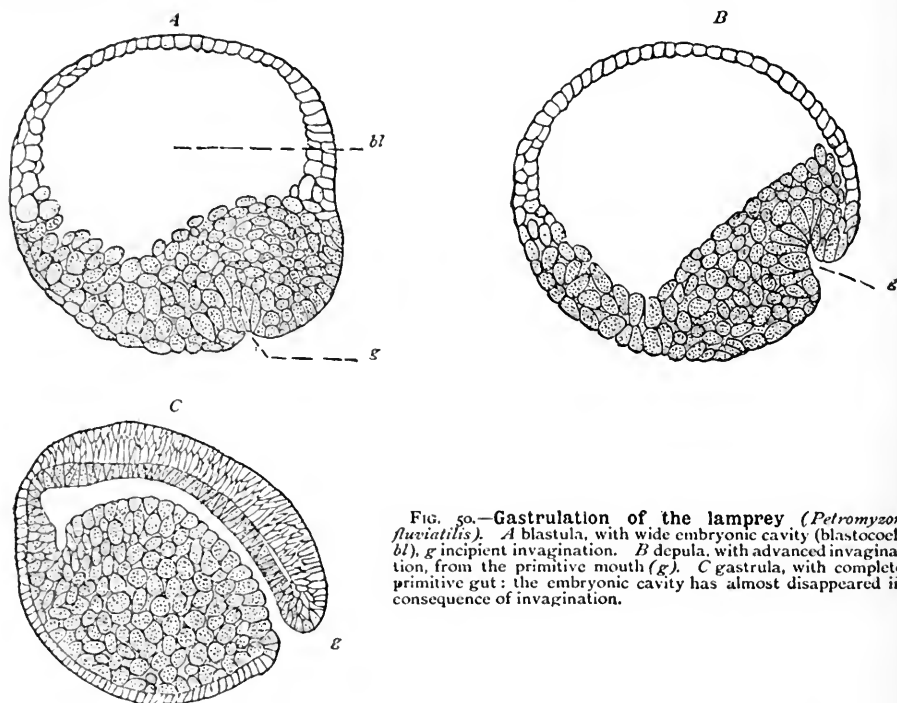 A
B
bl
g
g
C
g
FIG. 50.—Gastrulation of the lamprey (Petromyzon
fluviatilis). A blastula, with wide embryonic cavity (blastocoel,
bl), g incipient invagination. B depula, with advanced invagina-
tion, from the primitive mouth (g). C gastrula, with complete
primitive gut: the embryonic cavity has almost disappeared in
consequence of invagination.